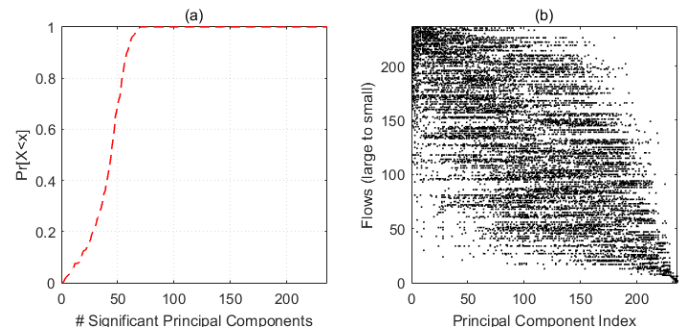 (a)
Pr[X<x]
1
0.8
0.6
0.4
0.2
0
0 50 100 150 200
# Significant Principal Components
(b)
Flows (large to small)
200
150
100
50
0
0 50 100 150 200
Principal Component Index